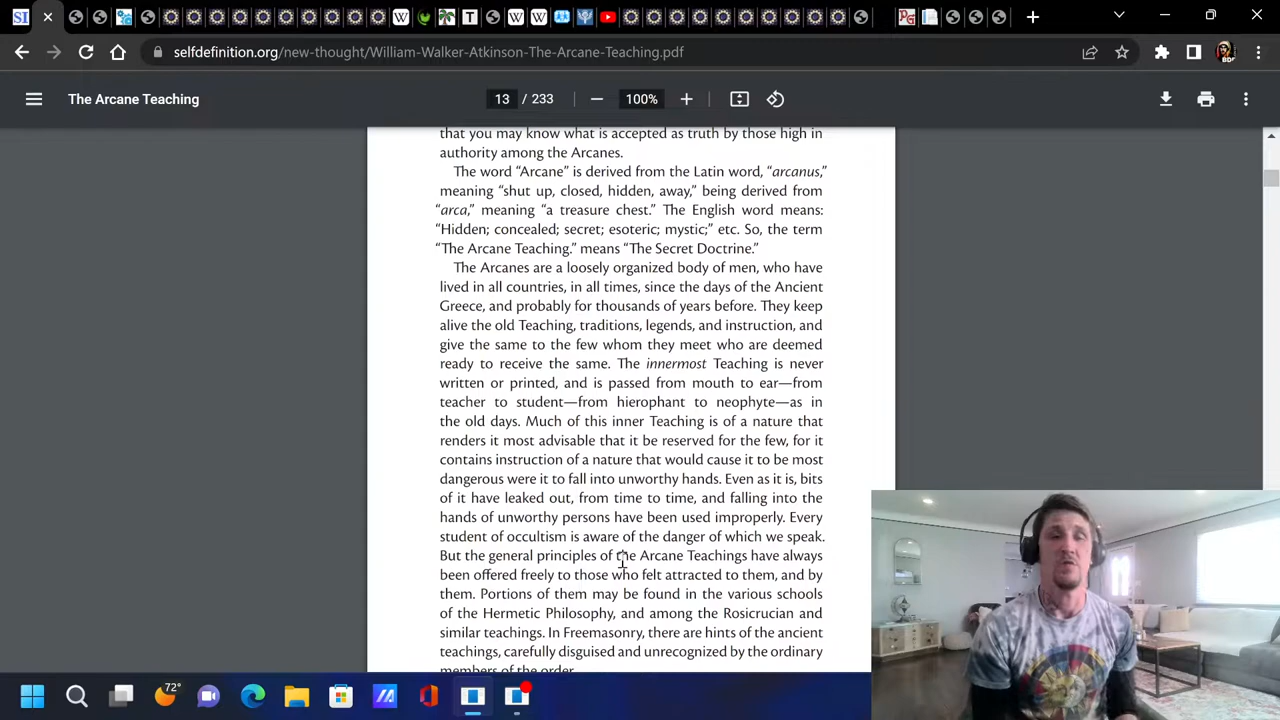 SI
W
T
W
W
PG
selfdefinition.org/new-thought/William-Walker-Atkinson-The-Arcane-Teaching.pdf
The Arcane Teaching
13 / 233
100%
that you may know what is accepted as truth by those high in
authority among the Arcanes.
The word “Arcane” is derived from the Latin word, “arcanus,”
meaning “shut up, closed, hidden, away,” being derived from
“arca,” meaning “a treasure chest.” The English word means:
“Hidden; concealed; secret; esoteric; mystic;” etc. So, the term
“The Arcane Teaching.” means “The Secret Doctrine.”
The Arcanes are a loosely organized body of men, who have
lived in all countries, in all times, since the days of the Ancient
Greece, and probably for thousands of years before. They keep
alive the old Teaching, traditions, legends, and instruction, and
give the same to the few whom they meet who are deemed
ready to receive the same. The innermost Teaching is never
written or printed, and is passed from mouth to ear—from
teacher to student—from hierophant to neophyte—as in
the old days. Much of this inner Teaching is of a nature that
renders it most advisable that it be reserved for the few, for it
contains instruction of a nature that would cause it to be most
dangerous were it to fall into unworthy hands. Even as it is, bits
of it have leaked out, from time to time, and falling into the
hands of unworthy persons have been used improperly. Every
student of occultism is aware of the danger of which we speak.
But the general principles of the Arcane Teachings have always
been offered freely to those who felt attracted to them, and by
them. Portions of them may be found in the various schools
of the Hermetic Philosophy, and among the Rosicrucian and
similar teachings. In Freemasonry, there are hints of the ancient
teachings, carefully disguised and unrecognized by the ordinary
members of the order.
72°